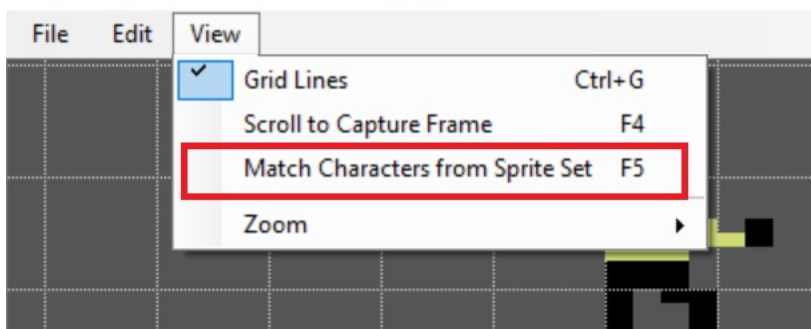 File Edit View
Grid Lines Ctrl+G
Scroll to Capture Frame F4
Match Characters from Sprite Set F5
Zoom